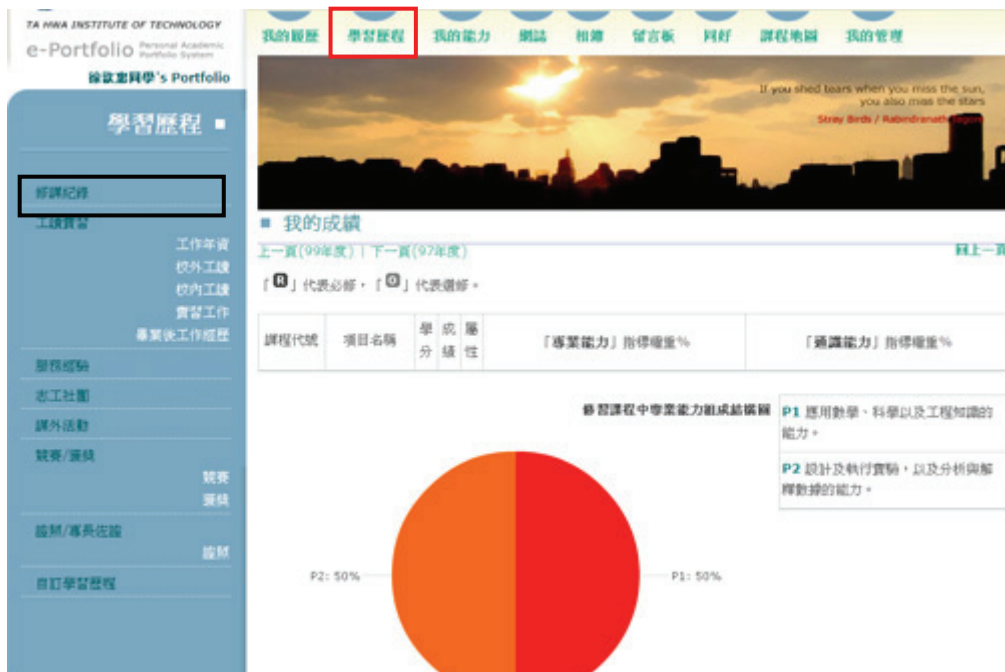 TA HWA INSTITUTE OF TECHNOLOGY
e-Portfolio Personal Academic Portfolio System
徐欽忠同學's Portfolio
學習歷程
修課紀錄
工讀實習
工作年資
校外工讀
校內工讀
實習工作
畢業後工作經歷
服務經驗
志工社團
課外活動
競賽/獲獎
競賽
獲獎
證照/專長佐證
證照
自訂學習歷程
我的履歷 學習歷程 我的能力 網誌 相簿 留言板 同好 課程地圖 我的管理
If you shed tears when you miss the sun,
you also miss the stars
Stray Birds / Rabindranath Tagore
我的成績
上一頁(99年度) | 下一頁(97年度)
回上一頁
「R」代表必修,「O」代表選修。
課程代號 項目名稱 學分 成績 屬性 「專業能力」指標權重% 「通識能力」指標權重%
修習課程中專業能力組成結構圖
P1 應用數學、科學以及工程知識的
能力。
P2 設計及執行實驗,以及分析與解
釋數據的能力。
P2: 50%
P1: 50%